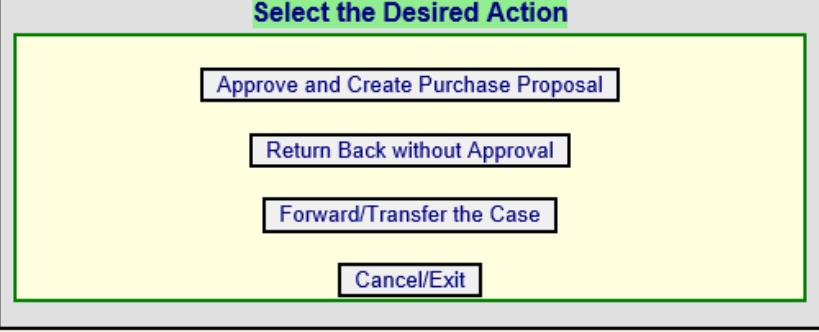 Select the Desired Action
Approve and Create Purchase Proposal
Return Back without Approval
Forward/Transfer the Case
Cancel/Exit